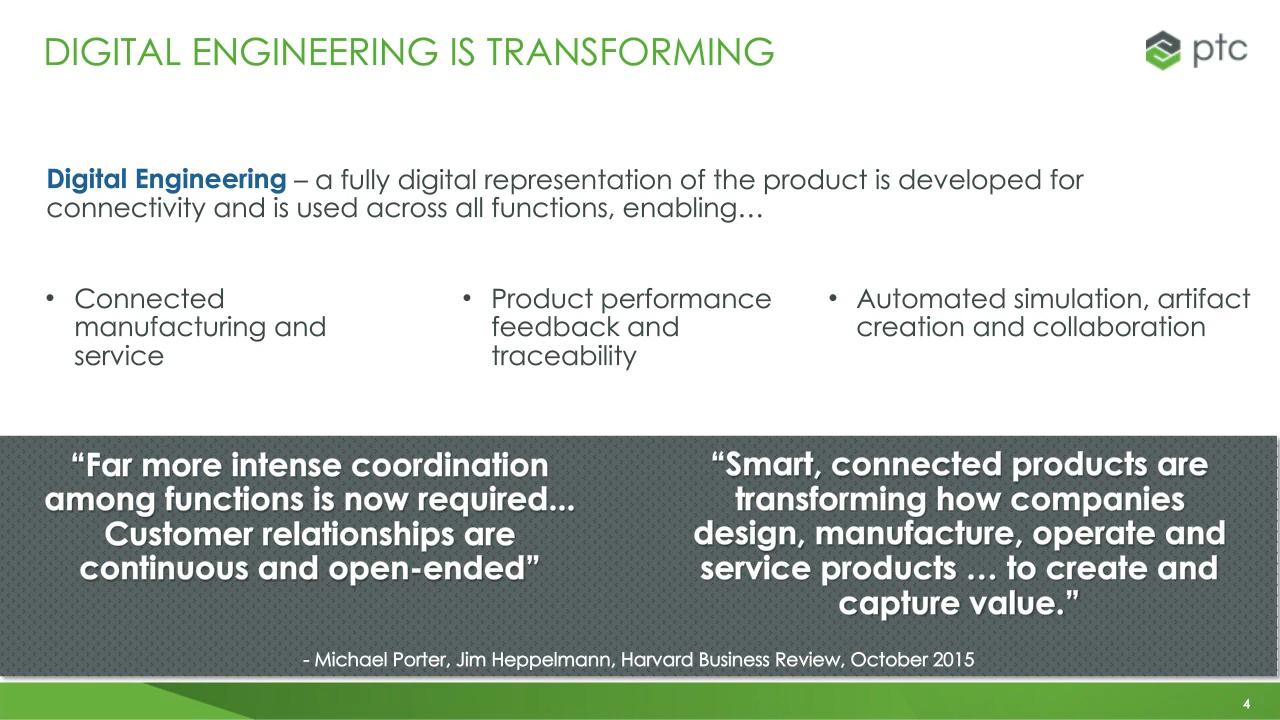 DIGITAL ENGINEERING IS TRANSFORMING
ptc
Digital Engineering – a fully digital representation of the product is developed for
connectivity and is used across all functions, enabling…
• Connected
manufacturing and
service
• Product performance
feedback and
traceability
• Automated simulation, artifact
creation and collaboration
“Far more intense coordination
among functions is now required...
Customer relationships are
continuous and open-ended”
“Smart, connected products are
transforming how companies
design, manufacture, operate and
service products … to create and
capture value.”
- Michael Porter, Jim Heppelmann, Harvard Business Review, October 2015
4